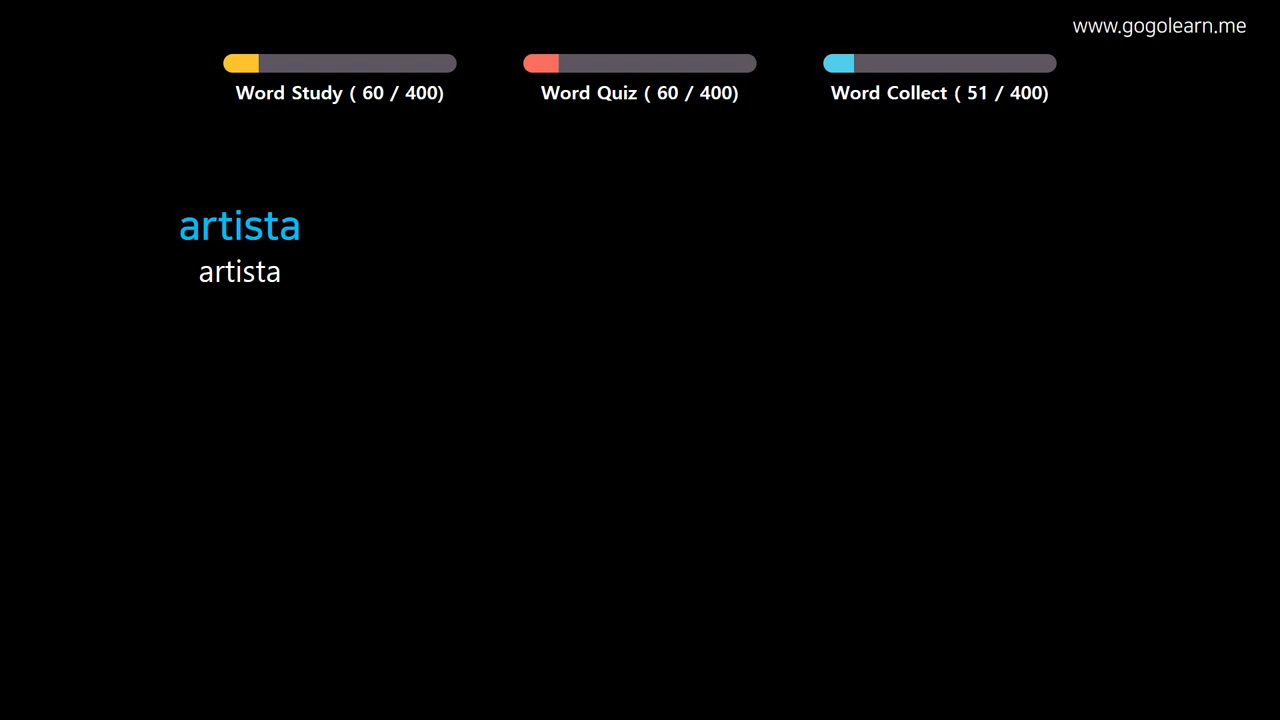 www.gogolearn.me
Word Study ( 60 / 400)
Word Quiz ( 60 / 400)
Word Collect ( 51 / 400)
artista
artista